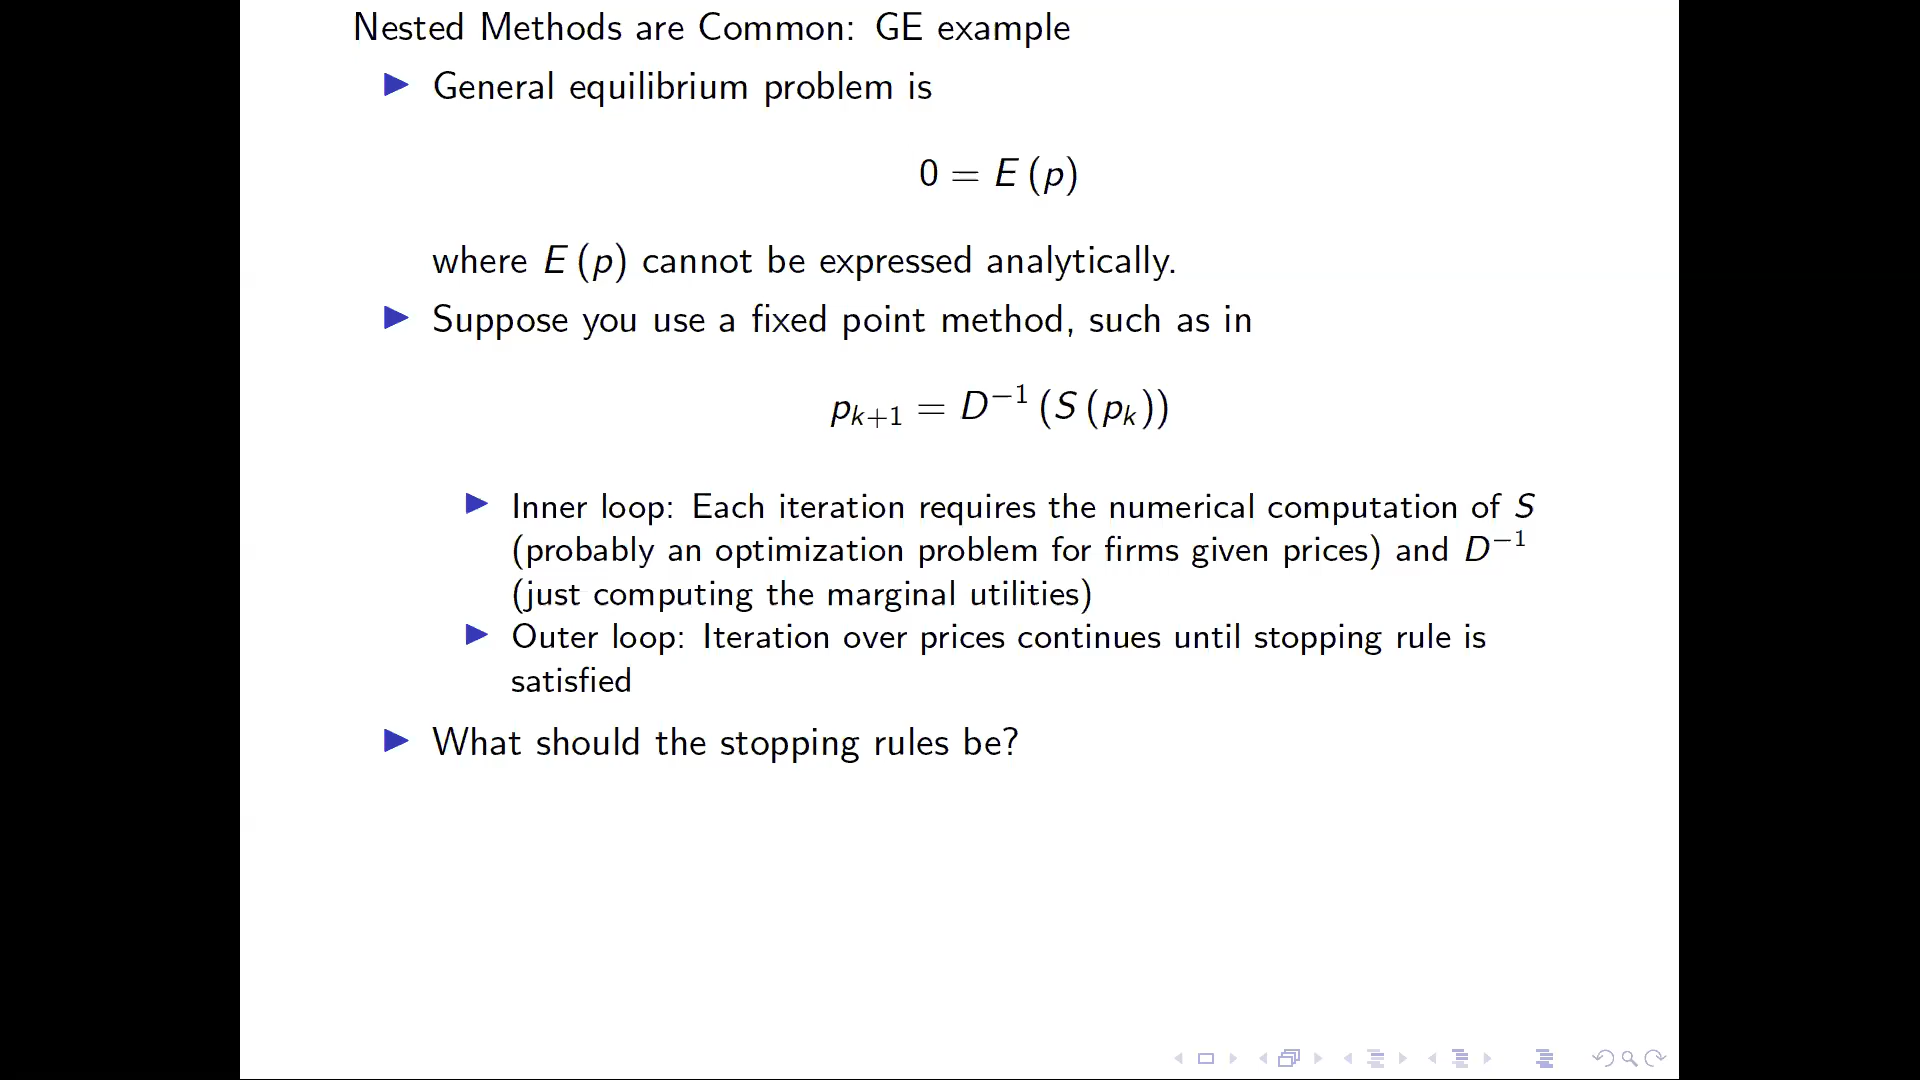 Nested Methods are Common: GE example
▶ General equilibrium problem is
0 = E (p)
where E (p) cannot be expressed analytically.
▶ Suppose you use a fixed point method, such as in
pₖ₊₁ = D⁻¹ (S (pₖ))
▶ Inner loop: Each iteration requires the numerical computation of S
(probably an optimization problem for firms given prices) and D⁻¹
(just computing the marginal utilities)
▶ Outer loop: Iteration over prices continues until stopping rule is
satisfied
▶ What should the stopping rules be?